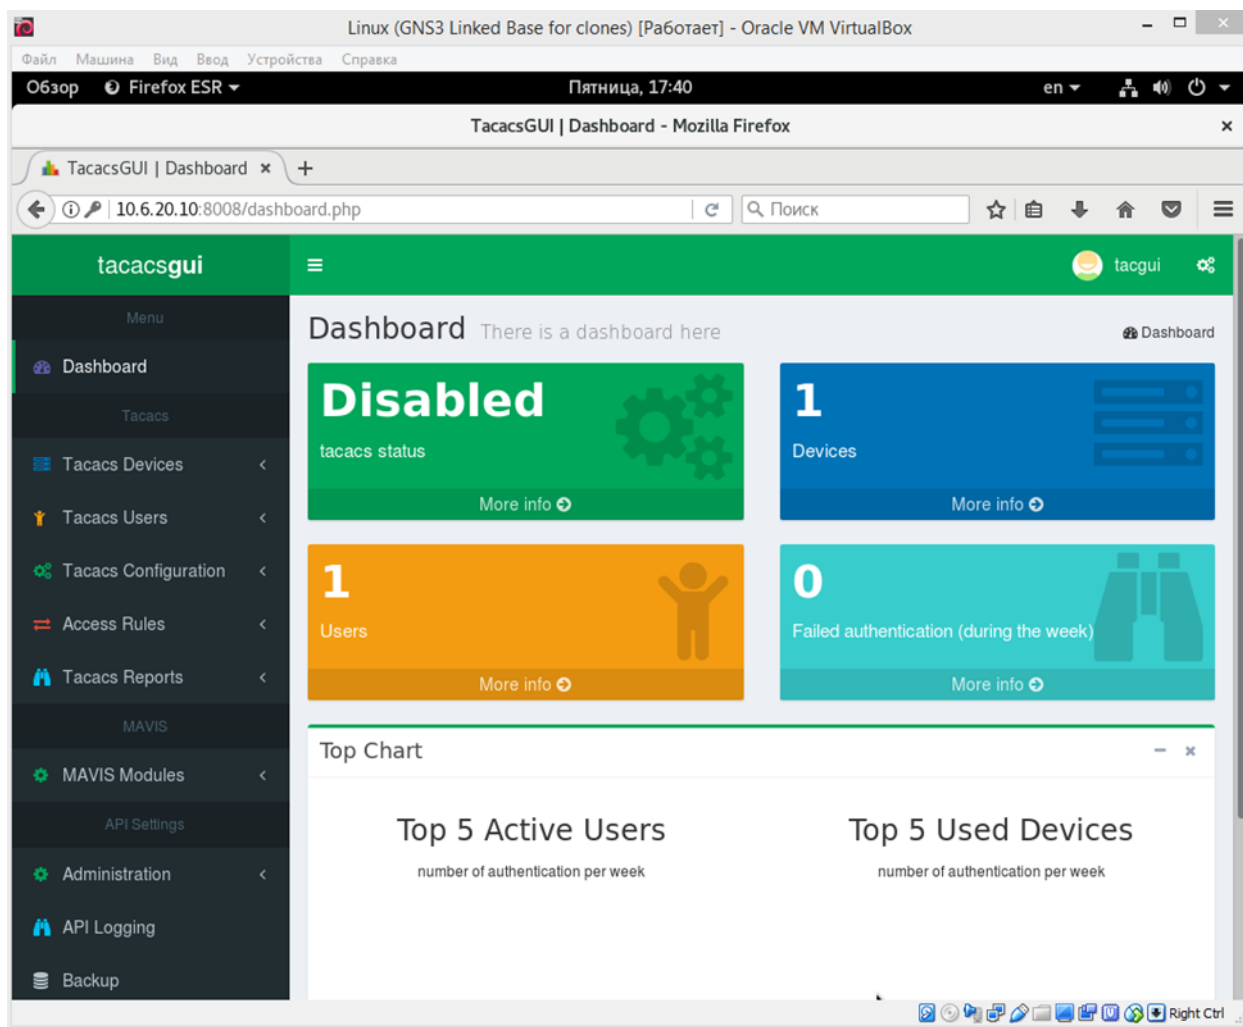 Linux (GNS3 Linked Base for clones) [Работает] - Oracle VM VirtualBox
Файл Машина Вид Ввод Устройства Справка
Обзор Firefox ESR Пятница, 17:40 en
TacacsGUI | Dashboard - Mozilla Firefox
TacacsGUI | Dashboard
10.6.20.10:8008/dashboard.php Поиск
tacacsgui tacgui
Menu
Dashboard There is a dashboard here Dashboard
Dashboard
Disabled
tacacs status
More info
1
Devices
More info
Tacacs
Tacacs Devices
Tacacs Users
Tacacs Configuration
Access Rules
Tacacs Reports
1
Users
More info
0
Failed authentication (during the week)
More info
MAVIS
MAVIS Modules
API Settings
Administration
API Logging
Backup
Top Chart
Top 5 Active Users
number of authentication per week
Top 5 Used Devices
number of authentication per week
Right Ctrl